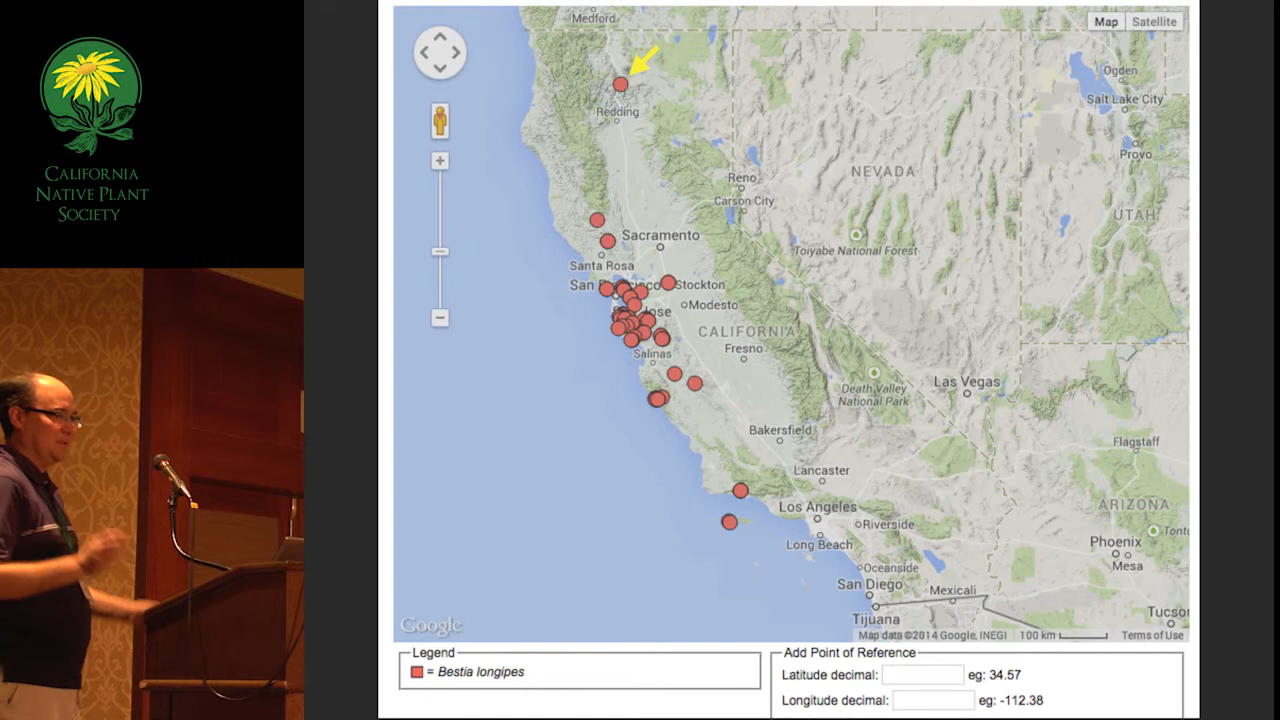 CALIFORNIA
NATIVE PLANT
SOCIETY
Medford
Map Satellite
Ogden
Salt Lake City
Redding
Provo
Reno
NEVADA
Carson City
UTAH
Sacramento
Toiyabe National Forest
Santa Rosa
San
Stockton
Modesto
CALIFORNIA
Salinas
Fresno
Death Valley
National Park
Las Vegas
Bakersfield
Flagstaff
Lancaster
Los Angeles
ARIZONA
Riverside
Phoenix
Long Beach
Mesa
Oceanside
San Diego
Mexicali
Tijuana
Google
Map data ©2014 Google, INEGI 100 km Terms of Use
Legend
= Bestia longipes
Add Point of Reference
Latitude decimal: eg: 34.57
Longitude decimal: eg: -112.38